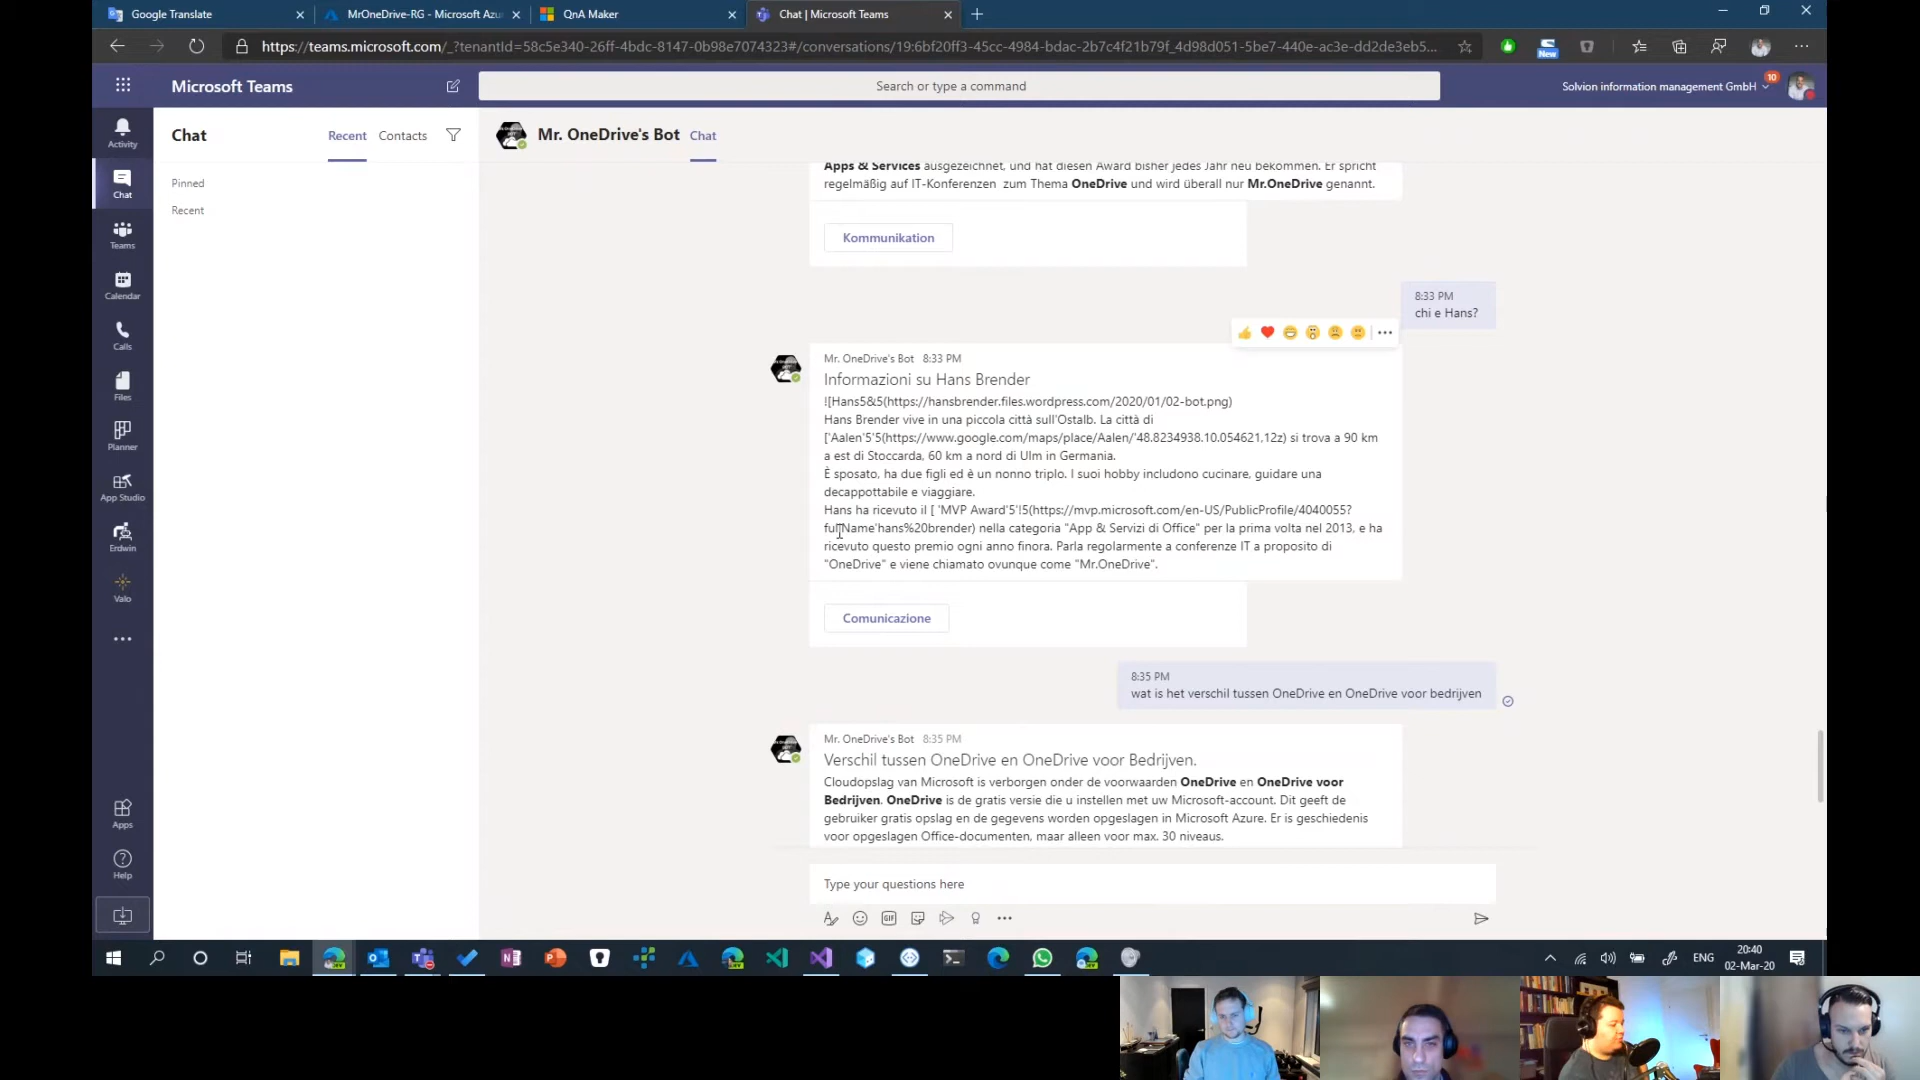 Google Translate
MrOneDrive-RG - Microsoft Azu
QnA Maker
Chat | Microsoft Teams
https://teams.microsoft.com/_?tenantId=58c5e340-26ff-4bdc-8147-0b98e7074323#/conversations/19:6bf20ff3-45cc-4984-bdac-2b7c4f21b79f_4d98d051-5be7-440e-ac3e-dd2de3eb5...
New
Microsoft Teams
Search or type a command
Solvion information management GmbH
10
Activity
Chat
Teams
Calendar
Calls
Files
Planner
App Studio
Erdwin
Valo
Apps
Help
Chat
Recent
Contacts
Pinned
Recent
Mr. OneDrive's Bot
Chat
Apps & Services ausgezeichnet, und hat diesen Award bisher jedes Jahr neu bekommen. Er spricht
regelmäßig auf IT-Konferenzen zum Thema OneDrive und wird überall nur Mr.OneDrive genannt.
Kommunikation
8:33 PM
chi e Hans?
Mr. OneDrive's Bot 8:33 PM
Informazioni su Hans Brender
![Hans5&5(https://hansbrender.files.wordpress.com/2020/01/02-bot.png)
Hans Brender vive in una piccola città sull'Ostalb. La città di
['Aalen'5'5(https://www.google.com/maps/place/Aalen/'48.8234938.10.054621,12z) si trova a 90 km
a est di Stoccarda, 60 km a nord di Ulm in Germania.
È sposato, ha due figli ed è un nonno triplo. I suoi hobby includono cucinare, guidare una
decappottabile e viaggiare.
Hans ha ricevuto il [ 'MVP Award'5'!5(https://mvp.microsoft.com/en-US/PublicProfile/4040055?
fullName'hans%20brender) nella categoria "App & Servizi di Office" per la prima volta nel 2013, e ha
ricevuto questo premio ogni anno finora. Parla regolarmente a conferenze IT a proposito di
"OneDrive" e viene chiamato ovunque come "Mr.OneDrive".
Comunicazione
8:35 PM
wat is het verschil tussen OneDrive en OneDrive voor bedrijven
Mr. OneDrive's Bot 8:35 PM
Verschil tussen OneDrive en OneDrive voor Bedrijven.
Cloudopslag van Microsoft is verborgen onder de voorwaarden OneDrive en OneDrive voor
Bedrijven. OneDrive is de gratis versie die u instellen met uw Microsoft-account. Dit geeft de
gebruiker gratis opslag en de gegevens worden opgeslagen in Microsoft Azure. Er is geschiedenis
voor opgeslagen Office-documenten, maar alleen voor max. 30 niveaus.
Type your questions here
GIF
ENG
20:40
02-Mar-20